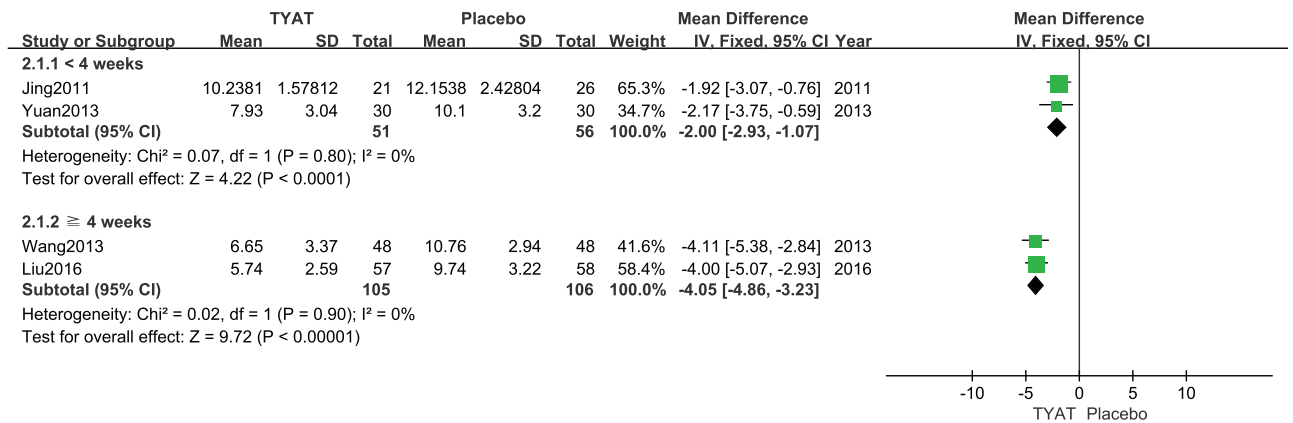 TYAT Placebo Mean Difference Mean Difference
Study or Subgroup Mean SD Total Mean SD Total Weight IV, Fixed, 95% CI Year IV, Fixed, 95% CI
2.1.1 < 4 weeks
Jing2011 10.2381 1.57812 21 12.1538 2.42804 26 65.3% -1.92 [-3.07, -0.76] 2011
Yuan2013 7.93 3.04 30 10.1 3.2 30 34.7% -2.17 [-3.75, -0.59] 2013
Subtotal (95% CI) 51 56 100.0% -2.00 [-2.93, -1.07]
Heterogeneity: Chi² = 0.07, df = 1 (P = 0.80); I² = 0%
Test for overall effect: Z = 4.22 (P < 0.0001)
2.1.2 ≧ 4 weeks
Wang2013 6.65 3.37 48 10.76 2.94 48 41.6% -4.11 [-5.38, -2.84] 2013
Liu2016 5.74 2.59 57 9.74 3.22 58 58.4% -4.00 [-5.07, -2.93] 2016
Subtotal (95% CI) 105 106 100.0% -4.05 [-4.86, -3.23]
Heterogeneity: Chi² = 0.02, df = 1 (P = 0.90); I² = 0%
Test for overall effect: Z = 9.72 (P < 0.00001)
-10 -5 0 5 10
TYAT Placebo